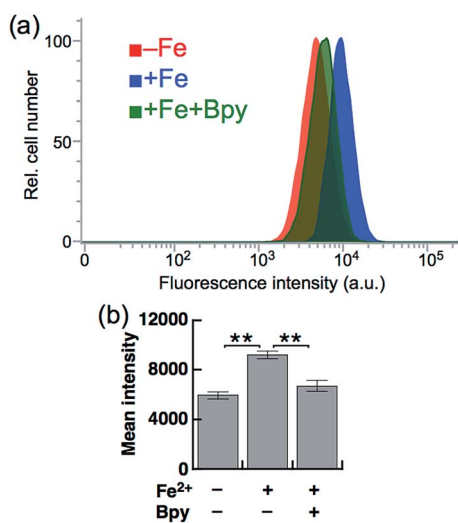 (a)
100
–Fe
+Fe
+Fe+Bpy
50
0
Rel. cell number
0 10² 10³ 10⁴ 10⁵
Fluorescence intensity (a.u.)
(b)
12000
8000
4000
0
Mean intensity
** **
Fe²⁺ – + +
Bpy – – +